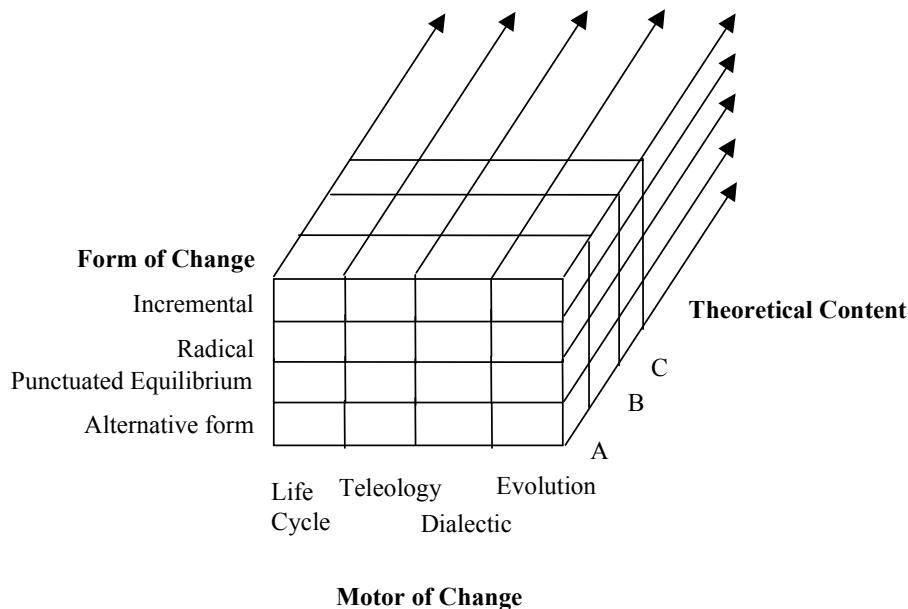 Form of Change
Incremental
Theoretical Content
Radical
Punctuated Equilibrium
C
B
Alternative form
A
Life
Cycle
Teleology
Evolution
Dialectic
Motor of Change